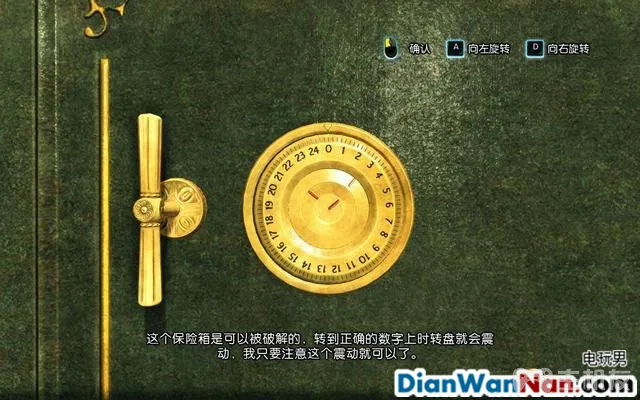 确认 A 向左旋转 D 向右旋转
0 1 2 3 4 5 6 7 8 9 10 11 12 13 14 15 16 17 18 19 20 21 22 23 24
这个保险箱是可以被破解的，转到正确的数字上时转盘就会震
动，我只要注意这个震动就可以了。
电玩男
DianWanNan.com